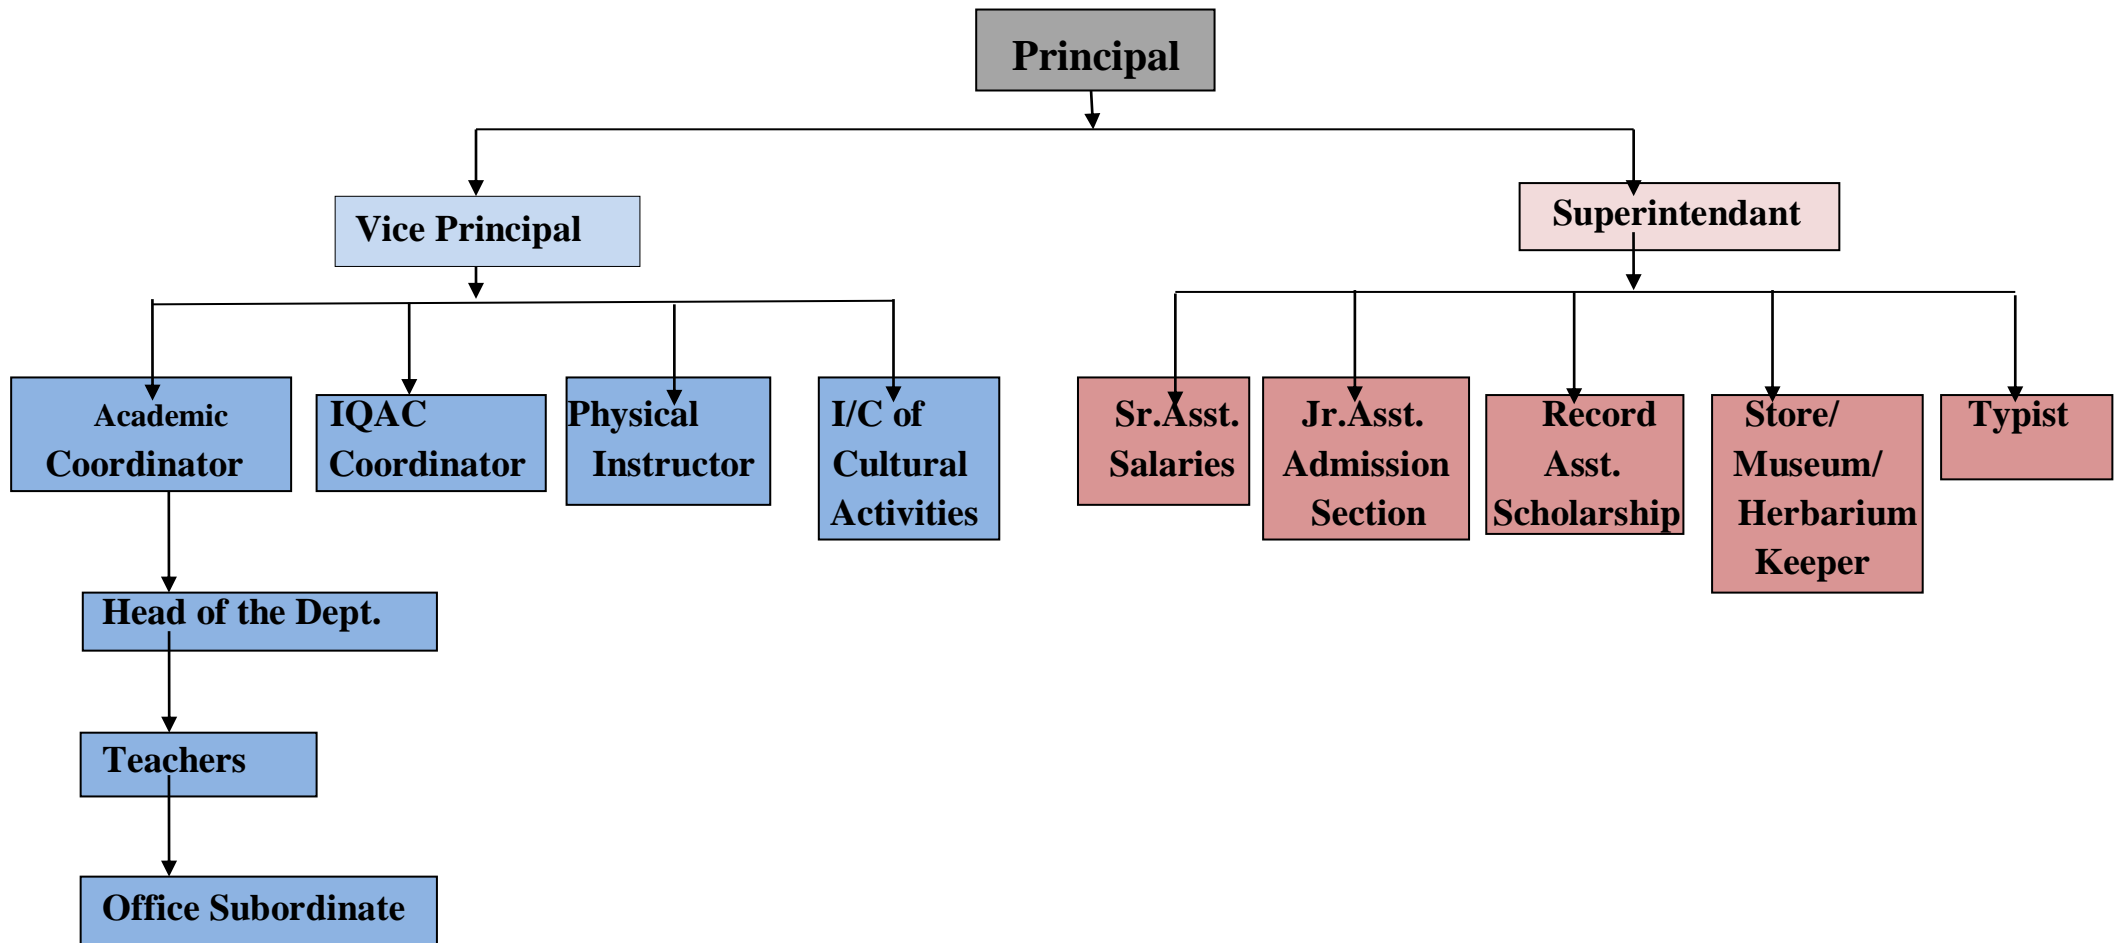 Principal
Vice Principal
Superintendant
Academic
Coordinator
IQAC
Coordinator
Physical
Instructor
I/C of
Cultural
Activities
Sr.Asst.
Salaries
Jr.Asst.
Admission
Section
Record
Asst.
Scholarship
Store/
Museum/
Herbarium
Keeper
Typist
Head of the Dept.
Teachers
Office Subordinate